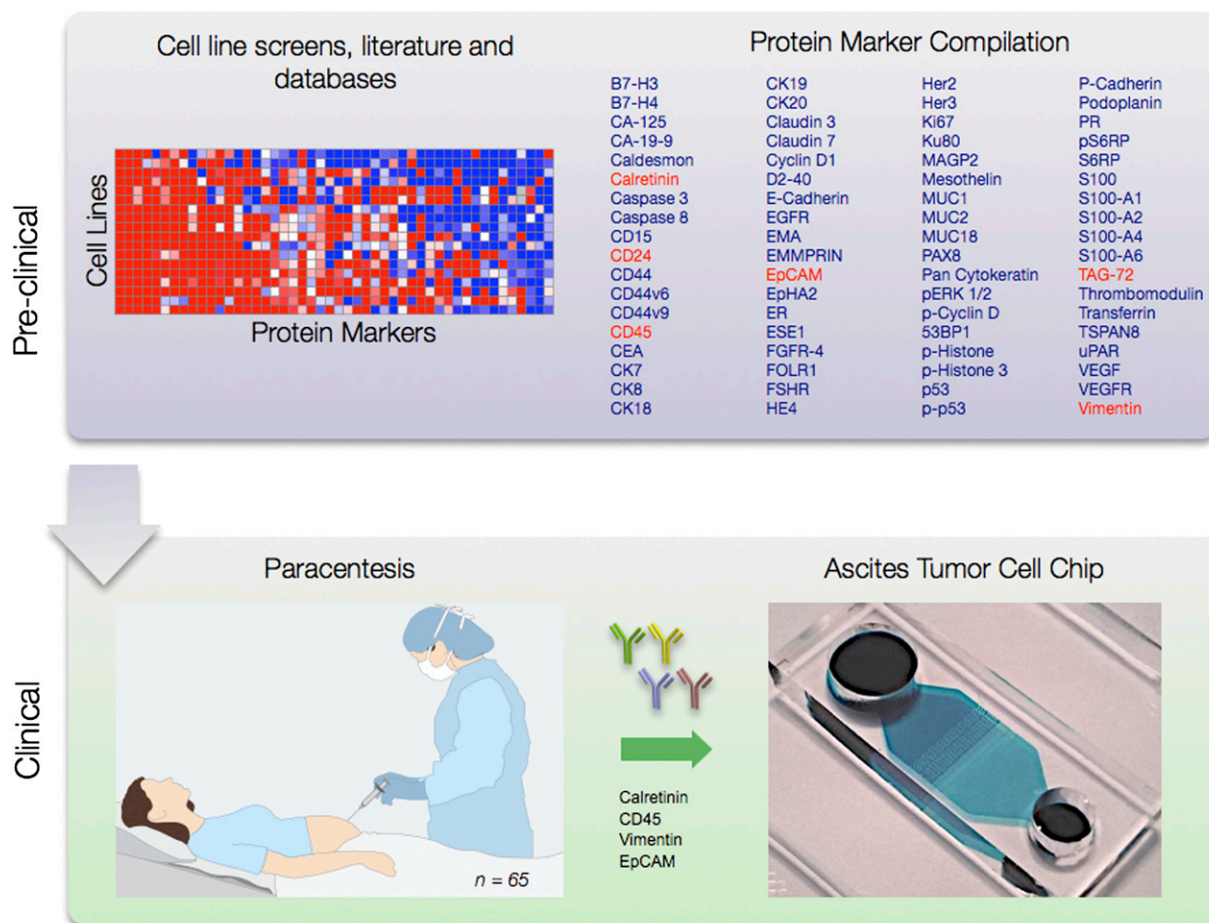 Pre-clinical
Cell line screens, literature and
databases
Cell Lines
Protein Markers
Protein Marker Compilation
B7-H3
B7-H4
CA-125
CA-19-9
Caldesmon
Calretinin
Caspase 3
Caspase 8
CD15
CD24
CD44
CD44v6
CD44v9
CD45
CEA
CK7
CK8
CK18
CK19
CK20
Claudin 3
Claudin 7
Cyclin D1
D2-40
E-Cadherin
EGFR
EMA
EMMPRIN
EpCAM
EpHA2
ER
ESE1
FGFR-4
FOLR1
FSHR
HE4
Her2
Her3
Ki67
Ku80
MAGP2
Mesothelin
MUC1
MUC2
MUC18
PAX8
Pan Cytokeratin
pERK 1/2
p-Cyclin D
53BP1
p-Histone
p-Histone 3
p53
p-p53
P-Cadherin
Podoplanin
PR
pS6RP
S6RP
S100
S100-A1
S100-A2
S100-A4
S100-A6
TAG-72
Thrombomodulin
Transferrin
TSPAN8
uPAR
VEGF
VEGFR
Vimentin
Clinical
Paracentesis
n = 65
Calretinin
CD45
Vimentin
EpCAM
Ascites Tumor Cell Chip